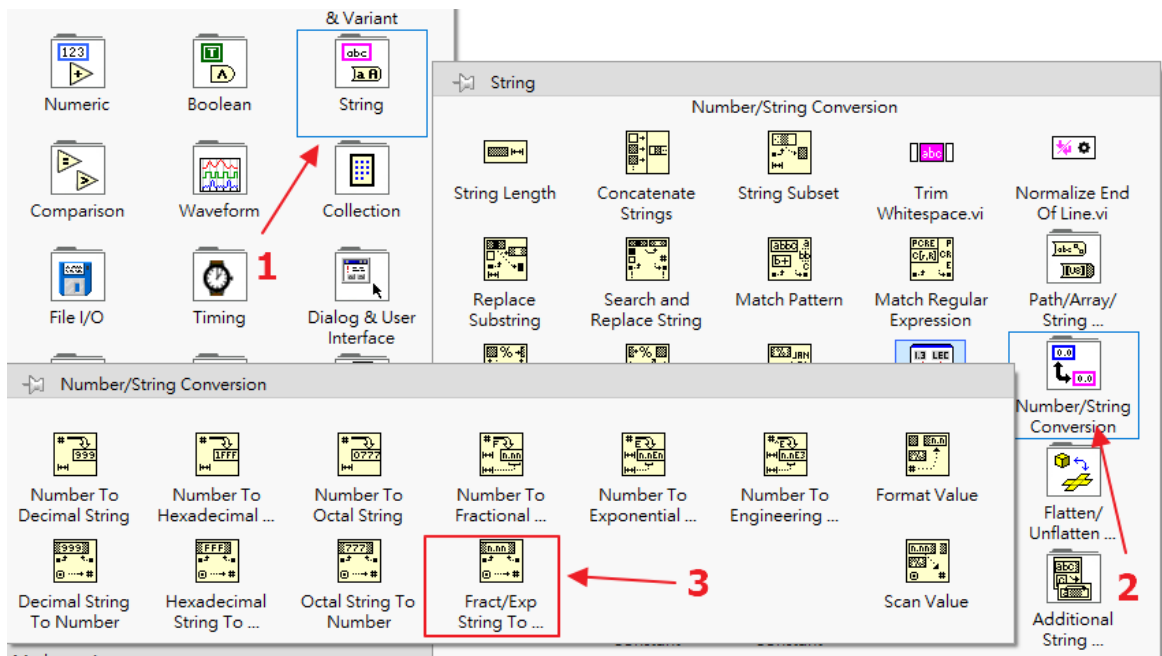 & Variant
Numeric
Boolean
String
Comparison
Waveform
Collection
1
File I/O
Timing
Dialog & User
Interface
String
Number/String Conversion
String Length
Concatenate
Strings
String Subset
Trim
Whitespace.vi
Normalize End
Of Line.vi
Replace
Substring
Search and
Replace String
Match Pattern
Match Regular
Expression
Path/Array/
String ...
Number/String
Conversion
Flatten/
Unflatten ...
2
Additional
String ...
Number/String Conversion
Number To
Decimal String
Number To
Hexadecimal ...
Number To
Octal String
Number To
Fractional ...
Number To
Exponential ...
Number To
Engineering ...
Format Value
Decimal String
To Number
Hexadecimal
String To ...
Octal String To
Number
Fract/Exp
String To ...
3
Scan Value